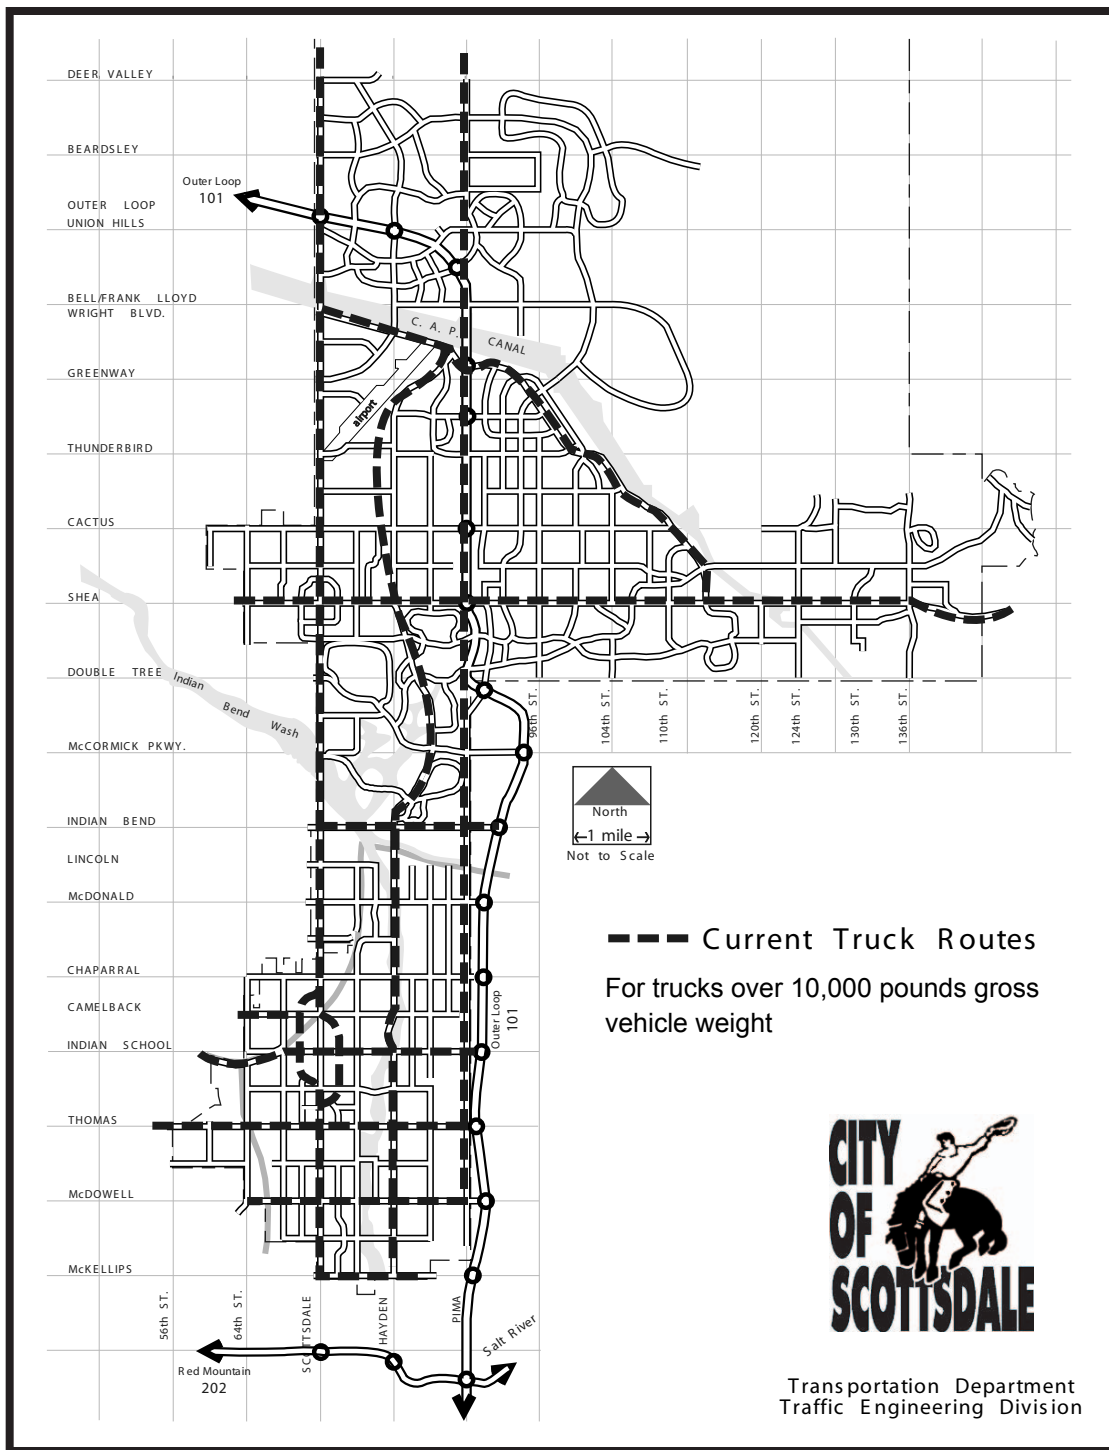 DEER VALLEY
BEARDSLEY
Outer Loop
101
OUTER LOOP
UNION HILLS
BELL/FRANK LLOYD
WRIGHT BLVD.
C. A. P. CANAL
GREENWAY
airport
THUNDERBIRD
CACTUS
SHEA
DOUBLE TREE
Indian Bend Wash
96th ST.
104th ST.
110th ST.
120th ST.
124th ST.
130th ST.
136th ST.
McCORMICK PKWY.
North
1 mile
Not to Scale
INDIAN BEND
LINCOLN
McDONALD
Current Truck Routes
CHAPARRAL
For trucks over 10,000 pounds gross
vehicle weight
CAMELBACK
Outer Loop
101
INDIAN SCHOOL
THOMAS
McDOWELL
CITY
OF
SCOTTSDALE
McKELLIPS
56th ST.
64th ST.
SCOTTSDALE
HAYDEN
PIMA
Salt River
Red Mountain
202
Transportation Department
Traffic Engineering Division